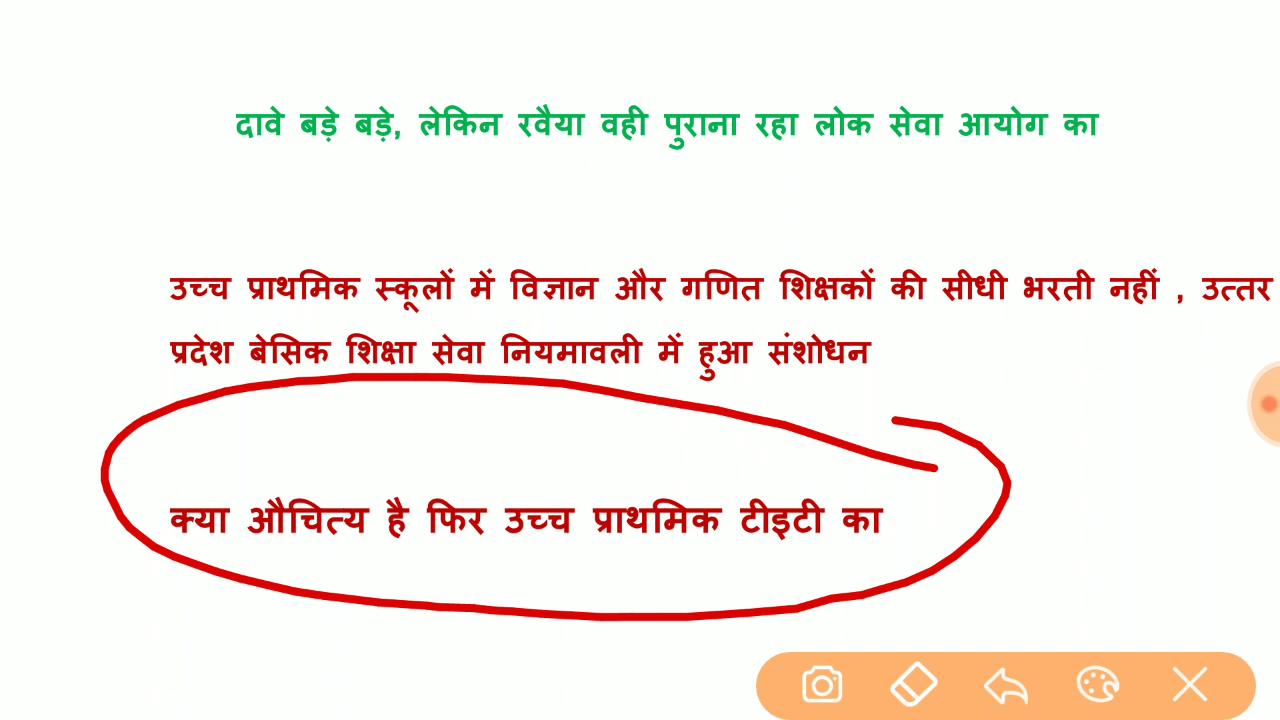 दावे बड़े बड़े, लेकिन रवैया वही पुराना रहा लोक सेवा आयोग का
उच्च प्राथमिक स्कूलों में विज्ञान और गणित शिक्षकों की सीधी भरती नहीं , उत्तर
प्रदेश बेसिक शिक्षा सेवा नियमावली में हुआ संशोधन
क्या औचित्य है फिर उच्च प्राथमिक टीइटी का